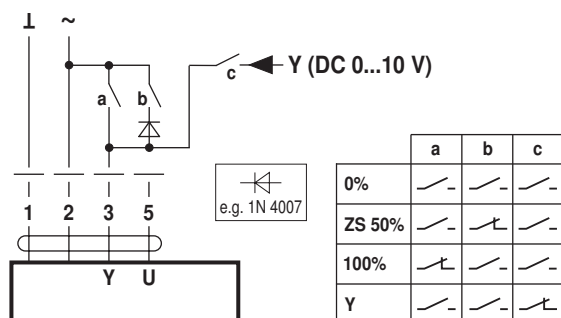 ⊥ ~
c Y (DC 0...10 V)
a b
e.g. 1N 4007
1 2 3 5
Y U
a b c
0%
ZS 50%
100%
Y